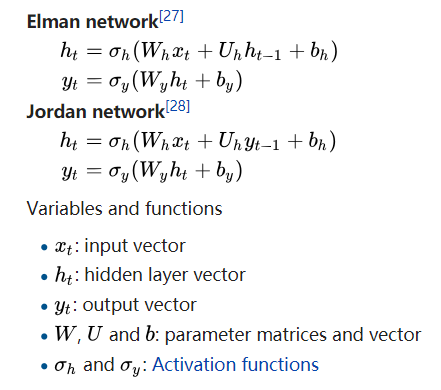 Elman network[27]
hₜ = σₕ(Wₕxₜ + Uₕhₜ₋₁ + bₕ)
yₜ = σᵧ(Wᵧhₜ + bᵧ)
Jordan network[28]
hₜ = σₕ(Wₕxₜ + Uₕyₜ₋₁ + bₕ)
yₜ = σᵧ(Wᵧhₜ + bᵧ)
Variables and functions
• xₜ: input vector
• hₜ: hidden layer vector
• yₜ: output vector
• W, U and b: parameter matrices and vector
• σₕ and σᵧ: Activation functions